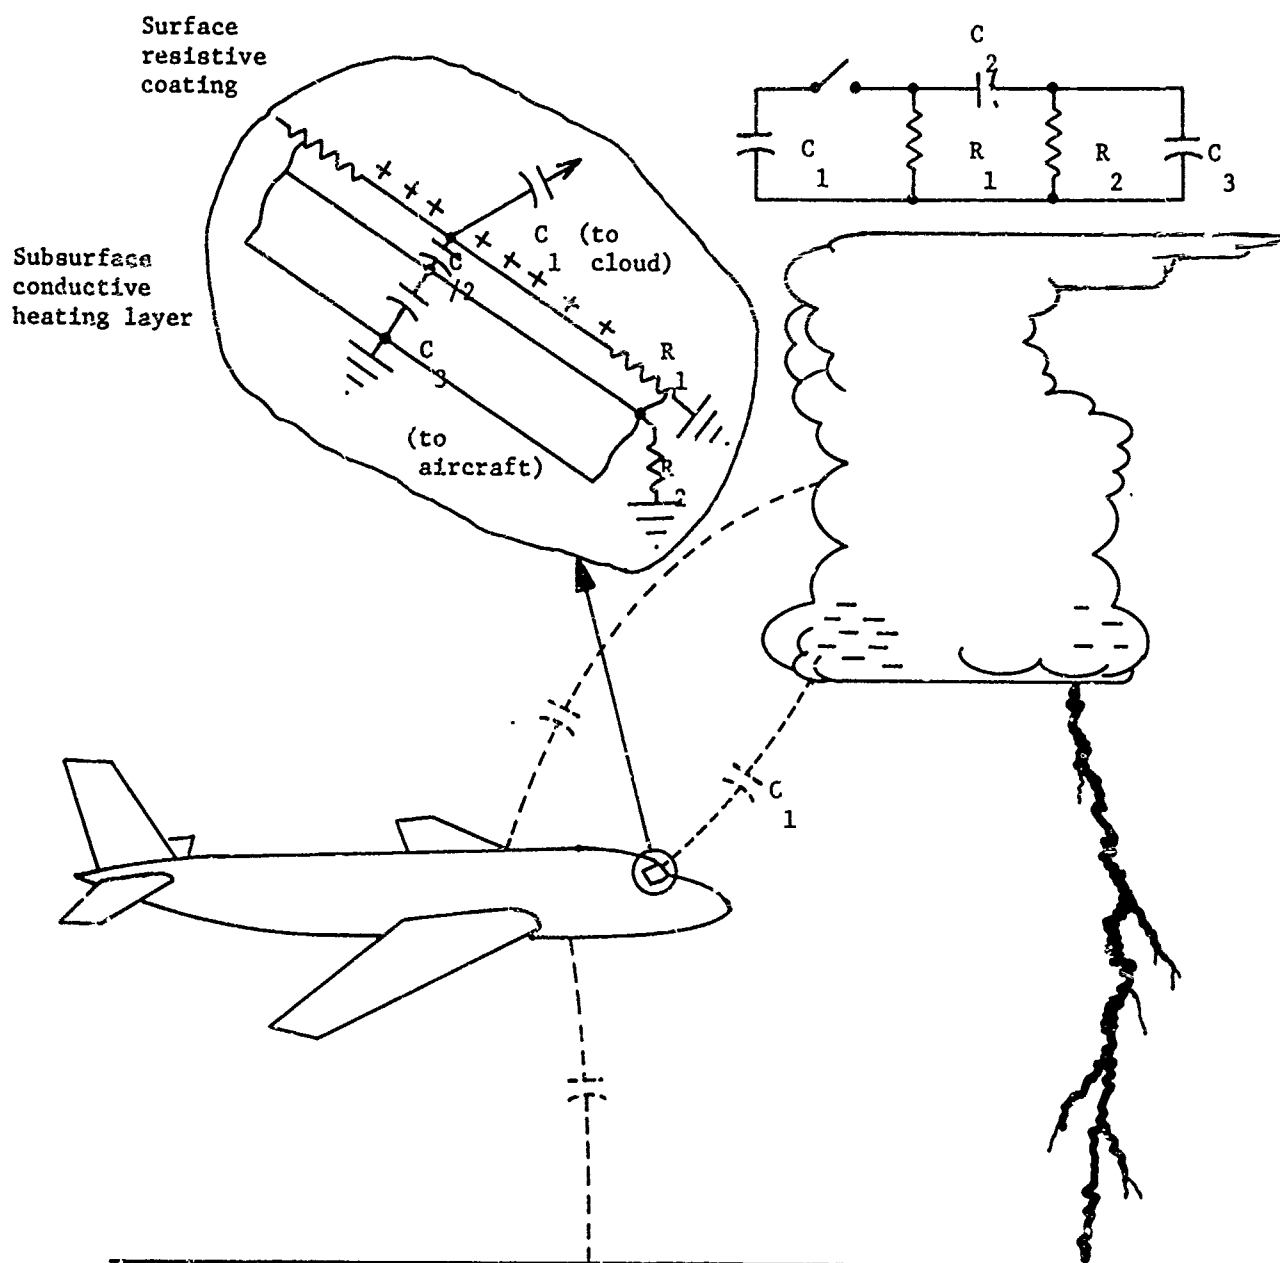 Surface
resistive
coating
C
2
C
1
R
1
R
2
C
3
C (to
1 cloud)
Subsurface
conductive
heating layer
C
2
R
1
C
3
(to
aircraft)
R
2
C
1